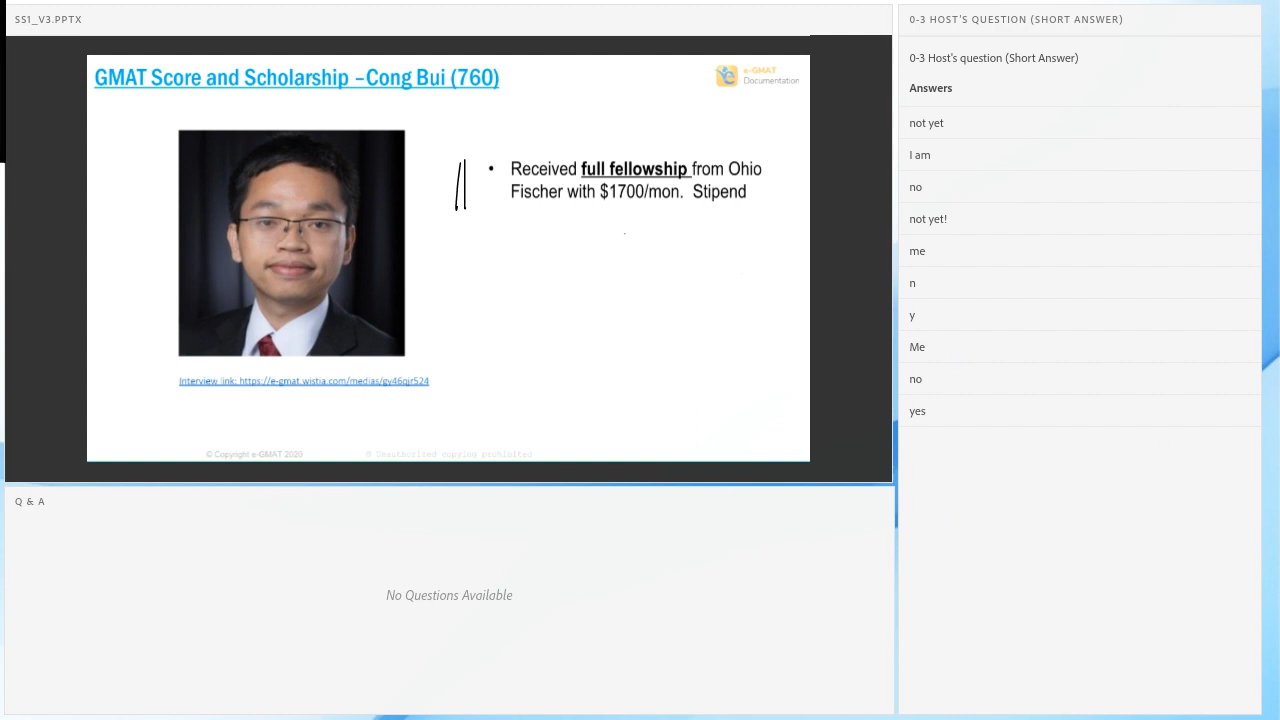 SS1_V3.PPTX
GMAT Score and Scholarship –Cong Bui (760)
e-GMAT
Documentation
• Received full fellowship from Ohio
Fischer with $1700/mon.  Stipend
Interview link: https://e-gmat.wistia.com/medias/gy46qjr524
© Copyright e-GMAT 2020
© Unauthorized copying prohibited
Q & A
No Questions Available
0-3 HOST'S QUESTION (SHORT ANSWER)
0-3 Host's question (Short Answer)
Answers
not yet
I am
no
not yet!
me
n
y
Me
no
yes